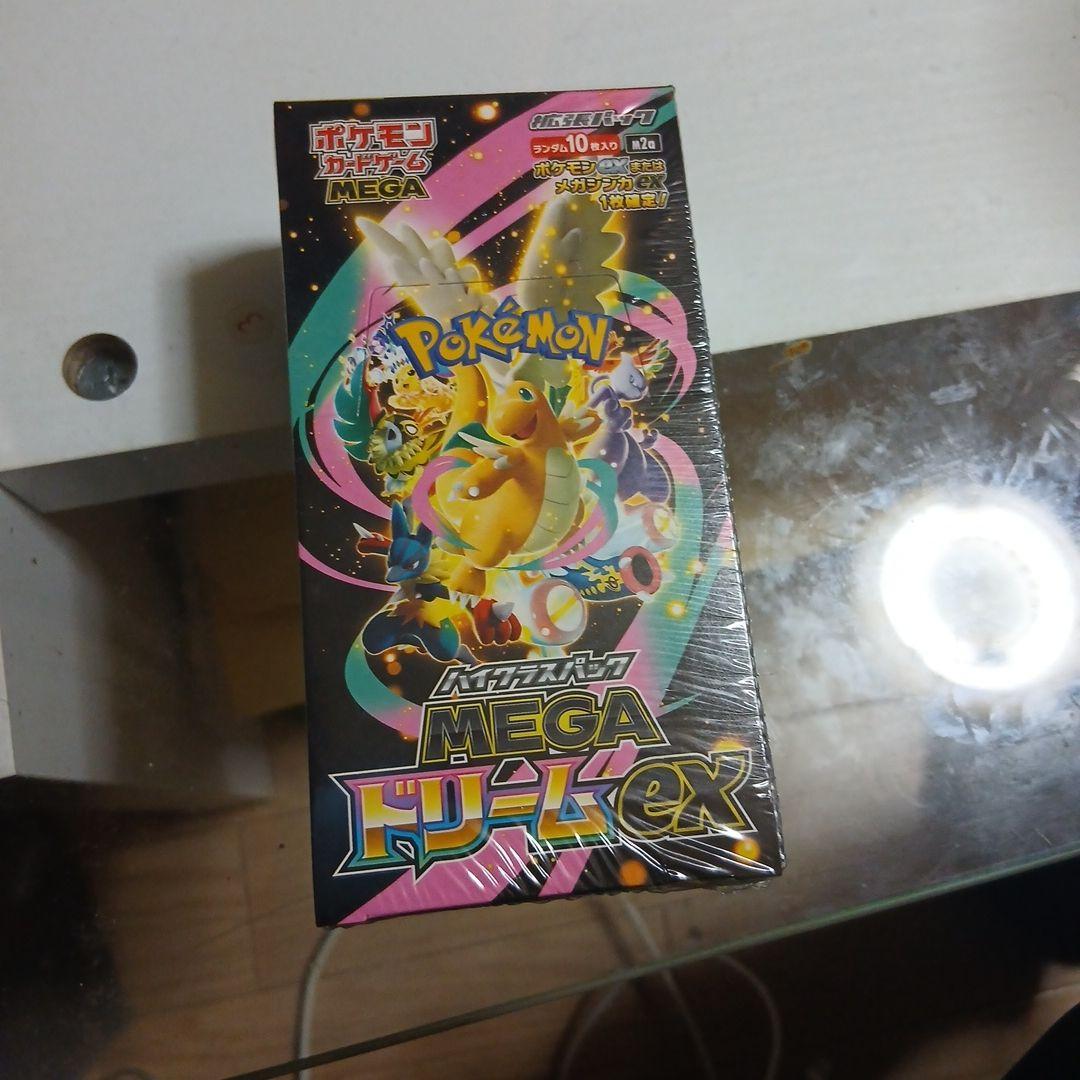 ポケモン
カードゲーム
MEGA
拡張パック
ランダム10枚入り
M2a
ポケモンexまたは
メガシンカex
1枚確定!
POKéMON
ハイクラスパック
MEGA
ドリームex